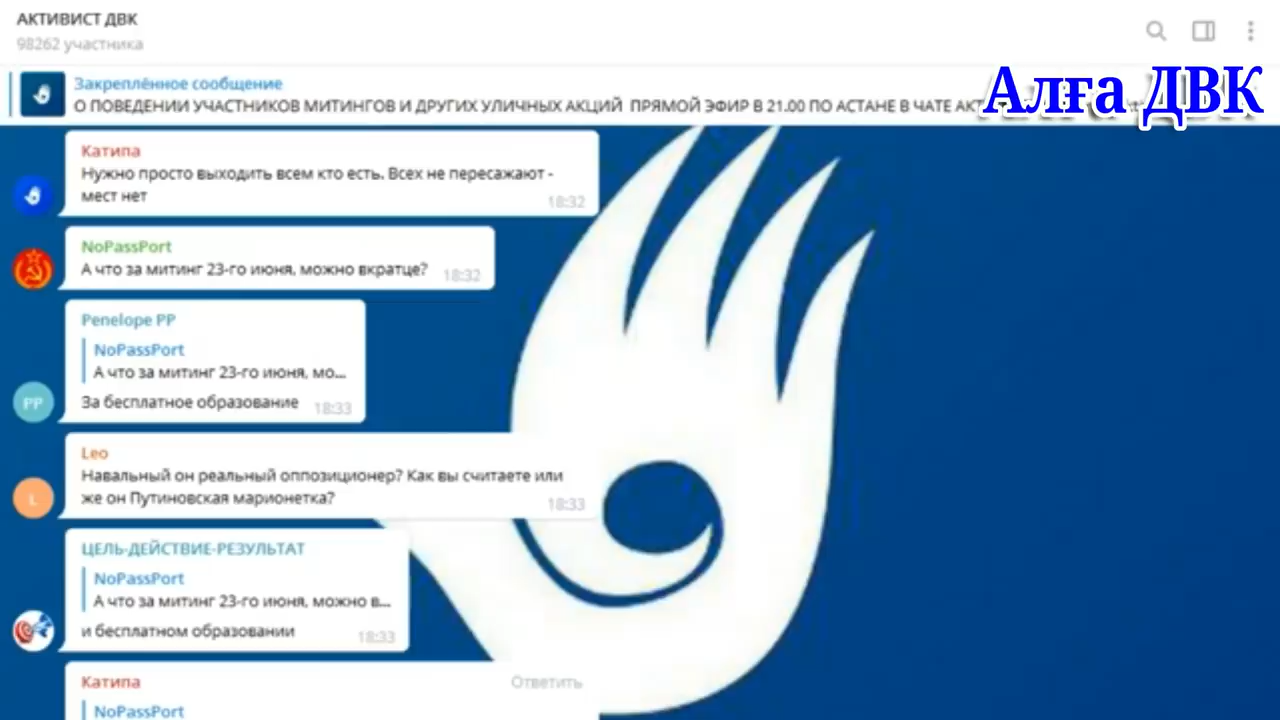 АКТИВИСТ ДВК
98262 участника
Закреплённое сообщение
О ПОВЕДЕНИИ УЧАСТНИКОВ МИТИНГОВ И ДРУГИХ УЛИЧНЫХ АКЦИЙ ПРЯМОЙ ЭФИР В 21.00 ПО АСТАНЕ В ЧАТЕ
Алға ДВК
Катипа
Нужно просто выходить всем кто есть. Всех не пересажают -
мест нет
18:32
NoPassPort
А что за митинг 23-го июня, можно вкратце?
18:32
Penelope PP
NoPassPort
А что за митинг 23-го июня, мо...
PP
За бесплатное образование
18:33
Leo
Навальный он реальный оппозиционер? Как вы считаете или
L
же он Путиновская марионетка?
18:33
ЦЕЛЬ-ДЕЙСТВИЕ-РЕЗУЛЬТАТ
NoPassPort
А что за митинг 23-го июня, можно в...
и бесплатном образовании
18:33
Катипа
Ответить
NoPassPort